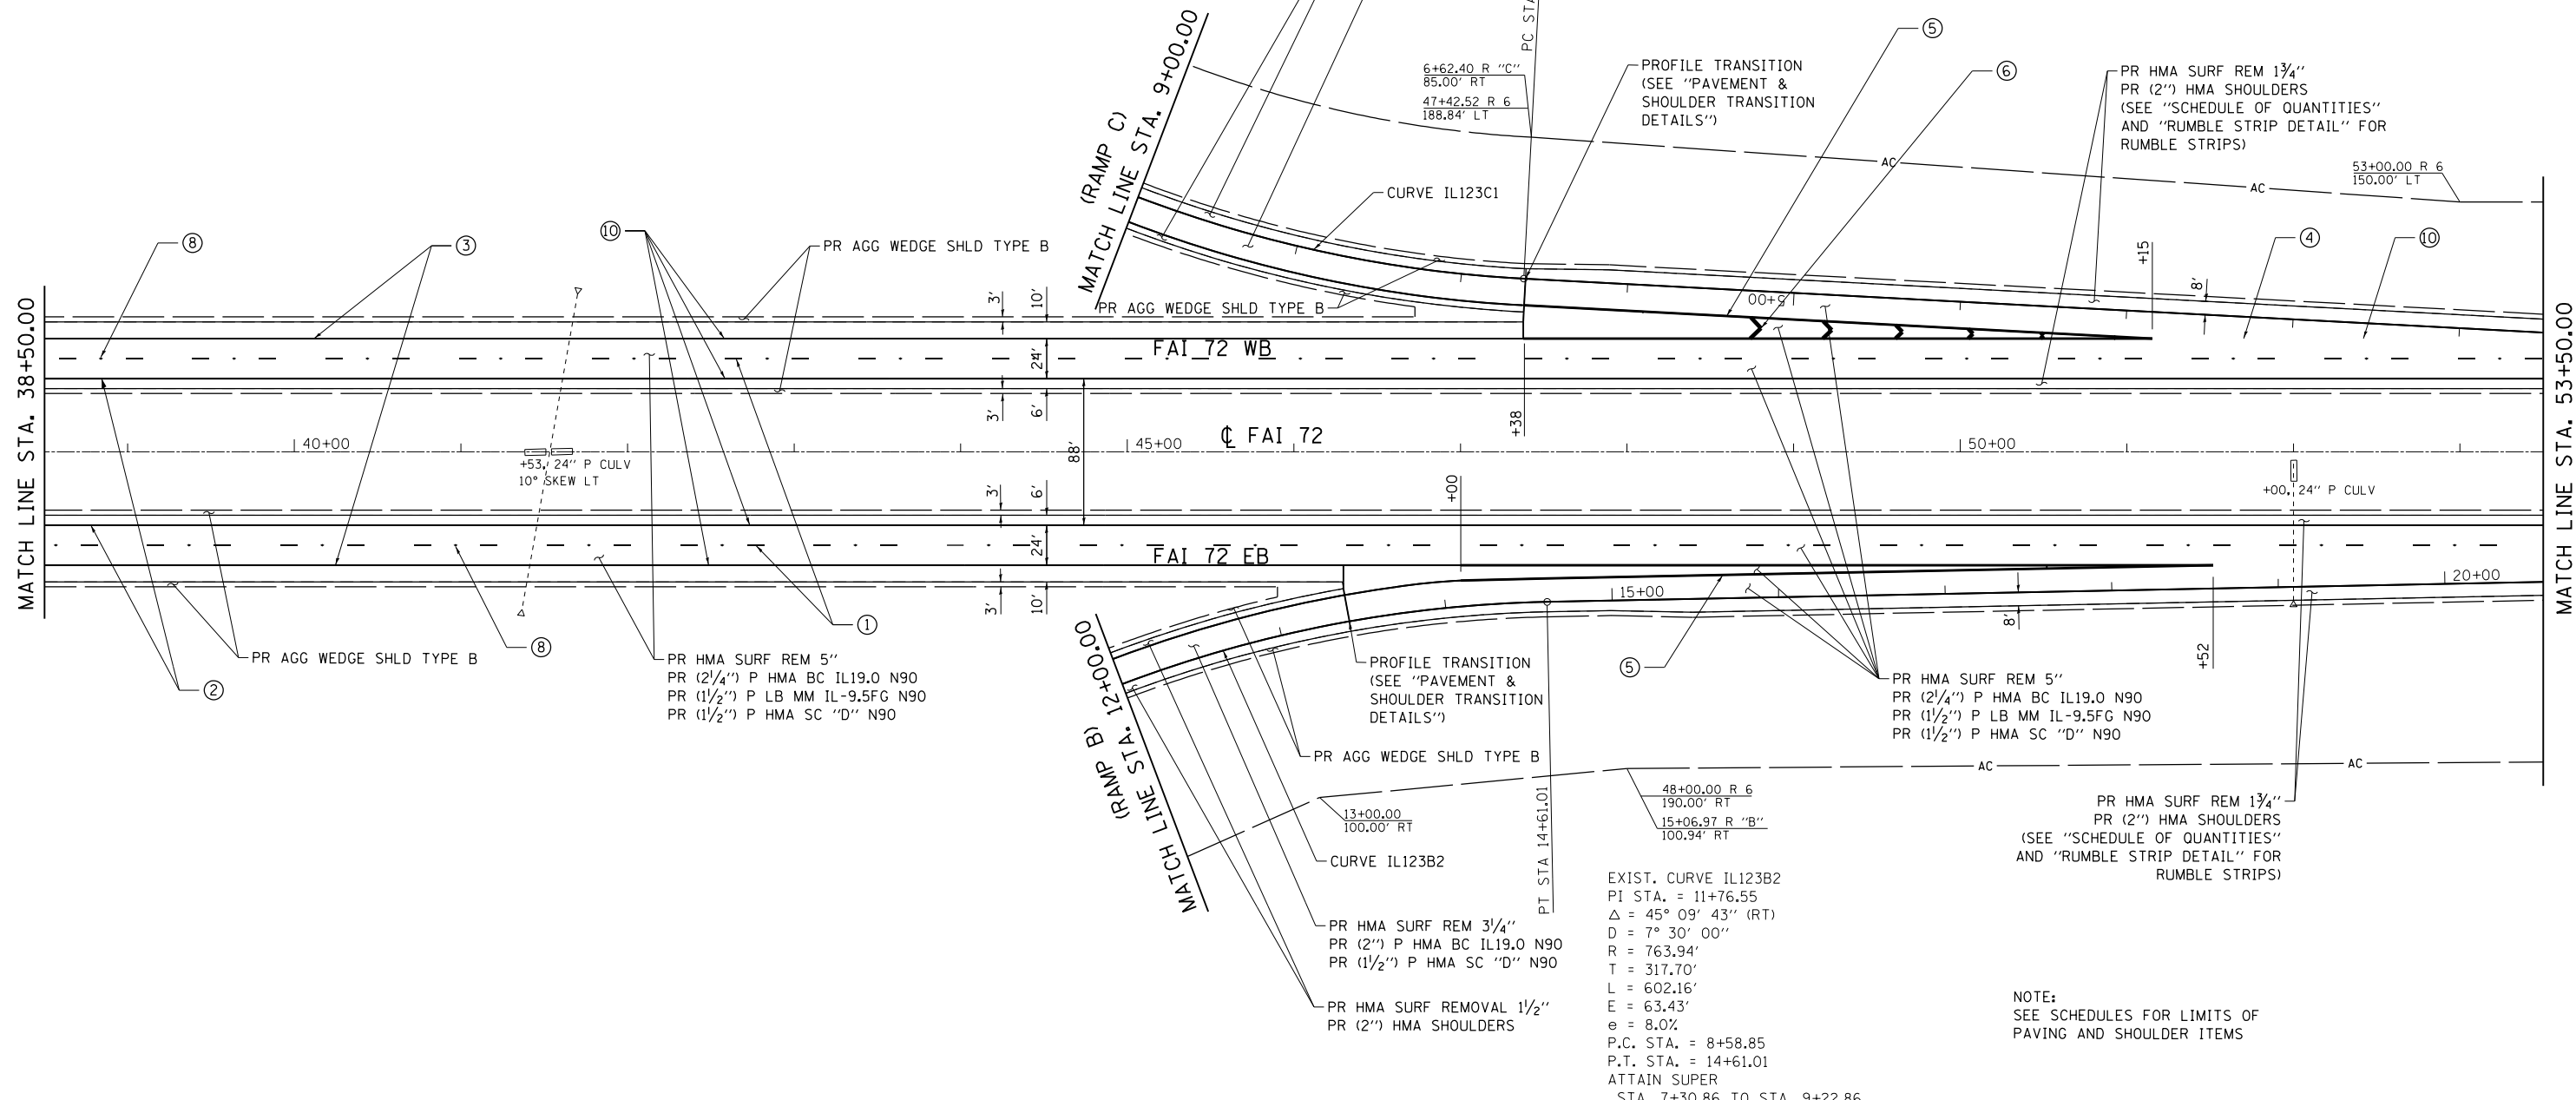 MATCH LINE STA. 38+50.00
8
3
10
PR AGG WEDGE SHLD TYPE B
(RAMP C)
MATCH LINE STA. 9+00.00
PC STA
6+62.40 R "C"
85.00' RT
47+42.52 R 6
188.84' LT
CURVE IL123C1
PR AGG WEDGE SHLD TYPE B
PROFILE TRANSITION
(SEE "PAVEMENT &
SHOULDER TRANSITION
DETAILS")
5
6
PR HMA SURF REM 1¾"
PR (2") HMA SHOULDERS
(SEE "SCHEDULE OF QUANTITIES"
AND "RUMBLE STRIP DETAIL" FOR
RUMBLE STRIPS)
AC
AC
53+00.00 R 6
150.00' LT
+15
8'
4
10
5+00
3'
10'
FAI 72 WB
24'
3'
6'
+38
40+00
45+00
℄ FAI 72
50+00
88'
+53, 24" P CULV
10° SKEW LT
+00, 24" P CULV
+00
3'
6'
24'
FAI 72 EB
3'
10'
15+00
20+00
8'
+52
MATCH LINE STA. 53+50.00
PR AGG WEDGE SHLD TYPE B
2
8
1
PR HMA SURF REM 5"
PR (2¼") P HMA BC IL19.0 N90
PR (1½") P LB MM IL-9.5FG N90
PR (1½") P HMA SC "D" N90
(RAMP B)
MATCH LINE STA. 12+00.00
PROFILE TRANSITION
(SEE "PAVEMENT &
SHOULDER TRANSITION
DETAILS")
PR AGG WEDGE SHLD TYPE B
5
PR HMA SURF REM 5"
PR (2¼") P HMA BC IL19.0 N90
PR (1½") P LB MM IL-9.5FG N90
PR (1½") P HMA SC "D" N90
AC
AC
13+00.00
100.00' RT
48+00.00 R 6
190.00' RT
15+06.97 R "B"
100.94' RT
PT STA 14+61.01
CURVE IL123B2
PR HMA SURF REM 3¼"
PR (2") P HMA BC IL19.0 N90
PR (1½") P HMA SC "D" N90
PR HMA SURF REMOVAL 1½"
PR (2") HMA SHOULDERS
PR HMA SURF REM 1¾"
PR (2") HMA SHOULDERS
(SEE "SCHEDULE OF QUANTITIES"
AND "RUMBLE STRIP DETAIL" FOR
RUMBLE STRIPS)
EXIST. CURVE IL123B2
PI STA. = 11+76.55
Δ = 45° 09' 43" (RT)
D = 7° 30' 00"
R = 763.94'
T = 317.70'
L = 602.16'
E = 63.43'
e = 8.0%
P.C. STA. = 8+58.85
P.T. STA. = 14+61.01
ATTAIN SUPER
STA. 7+30.86 TO STA. 9+22.86
NOTE:
SEE SCHEDULES FOR LIMITS OF
PAVING AND SHOULDER ITEMS